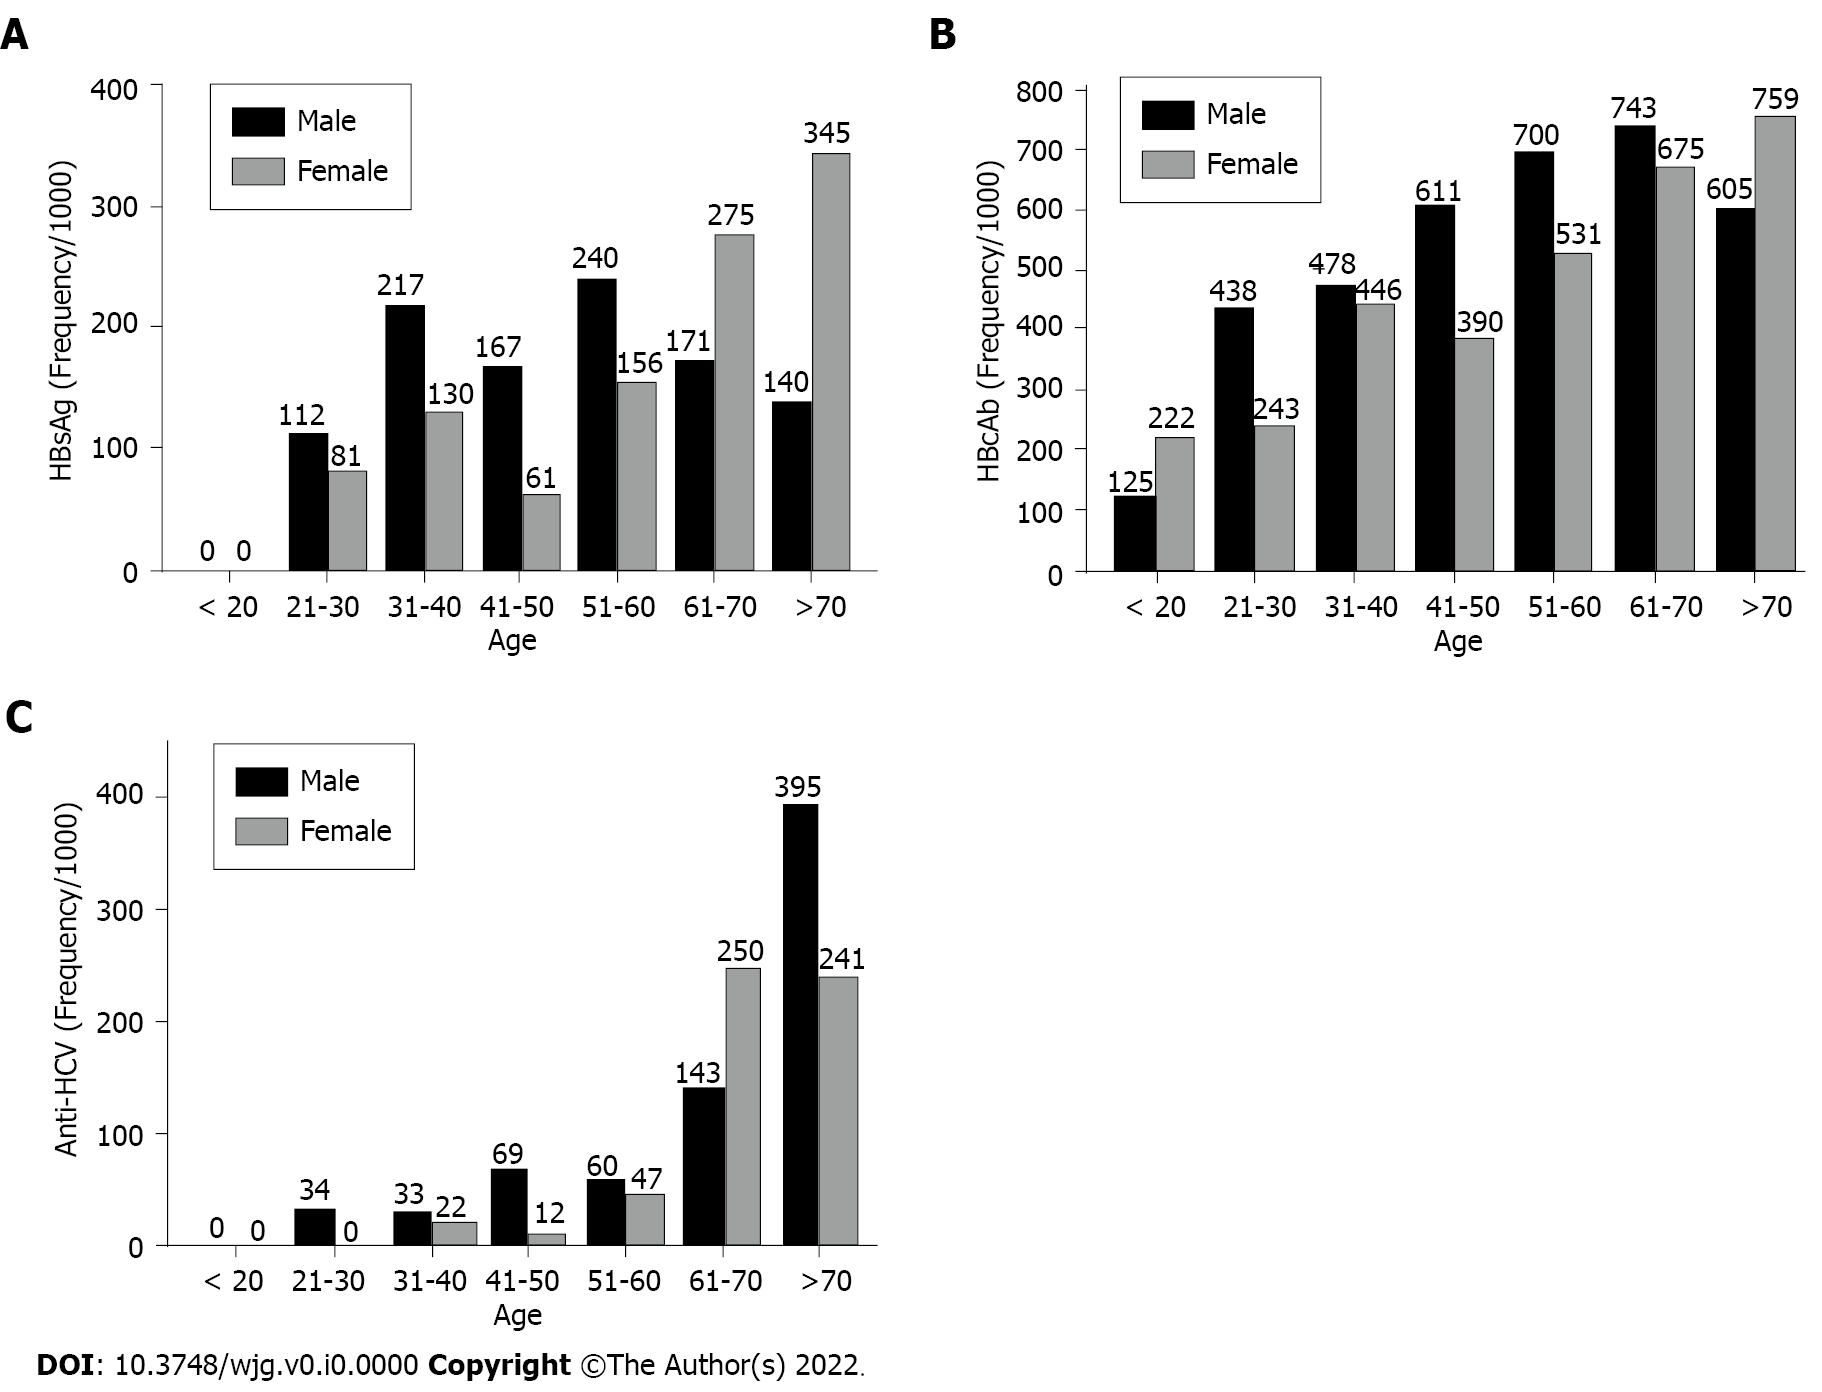 A
HBsAg (Frequency/1000)
400
300
200
100
0
Male
Female
0 0
112 81
217 130
167 61
240 156
171 275
140 345
< 20 21-30 31-40 41-50 51-60 61-70 >70
Age
B
HBcAb (Frequency/1000)
800
700
600
500
400
300
200
100
0
Male
Female
125 222
438 243
478 446
611 390
700 531
743 675
605 759
< 20 21-30 31-40 41-50 51-60 61-70 >70
Age
C
Anti-HCV (Frequency/1000)
400
300
200
100
0
Male
Female
0 0
34 0
33 22
69 12
60 47
143 250
395 241
< 20 21-30 31-40 41-50 51-60 61-70 >70
Age
DOI: 10.3748/wjg.v0.i0.0000 Copyright ©The Author(s) 2022.